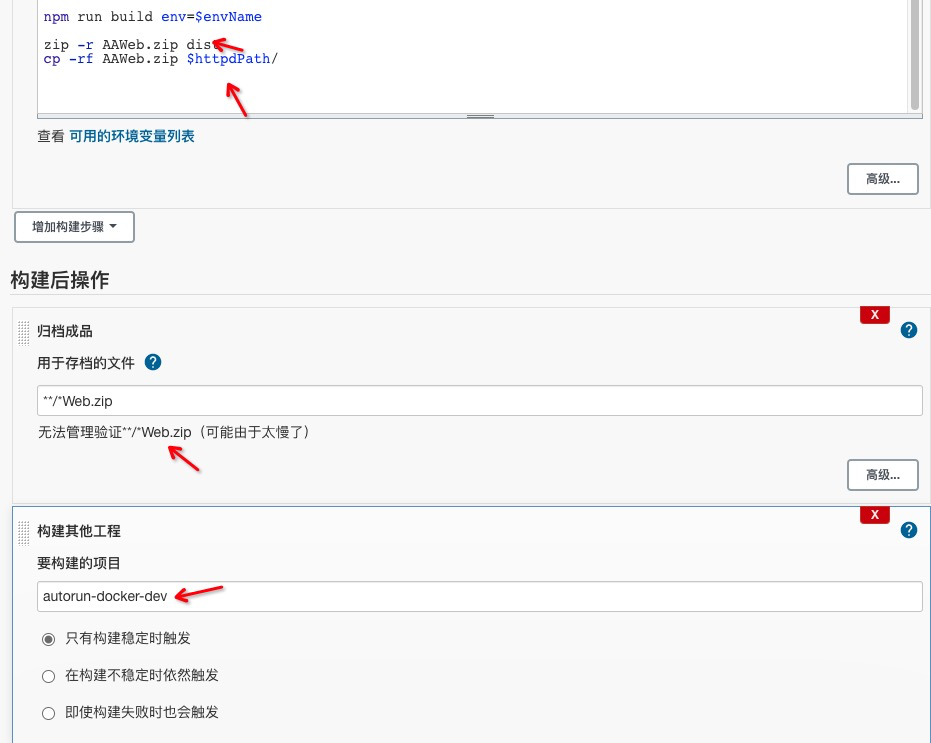 npm run build env=$envName
zip -r AAWeb.zip dist
cp -rf AAWeb.zip $httpdPath/
查看 可用的环境变量列表
高级...
增加构建步骤
构建后操作
X
归档成品
?
用于存档的文件 ?
**/*Web.zip
无法管理验证**/*Web.zip（可能由于太慢了）
高级...
X
构建其他工程
?
要构建的项目
autorun-docker-dev
只有构建稳定时触发
在构建不稳定时依然触发
即使构建失败时也会触发